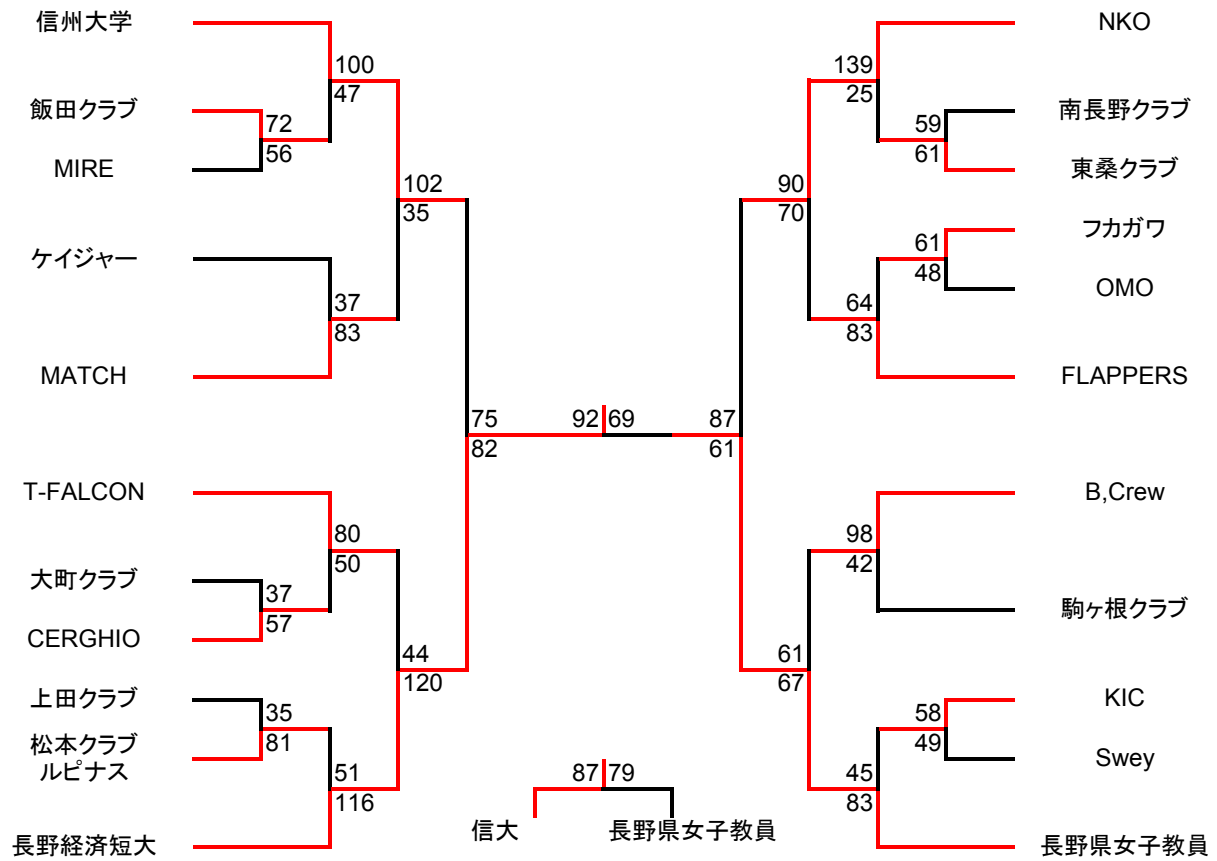 信州大学
NKO
100
139
47
25
飯田クラブ
南長野クラブ
72
59
56
61
MIRE
東桑クラブ
102
90
35
70
フカガワ
61
ケイジャー
48
OMO
37
64
83
83
MATCH
FLAPPERS
75
92 69
87
82
61
T-FALCON
B,Crew
80
98
50
42
大町クラブ
37
駒ヶ根クラブ
57
CERGHIO
44
61
120
67
上田クラブ
KIC
35
58
81
49
松本クラブ
ルピナス
Swey
51
87 79
45
116
83
信大
長野県女子教員
長野経済短大
長野県女子教員